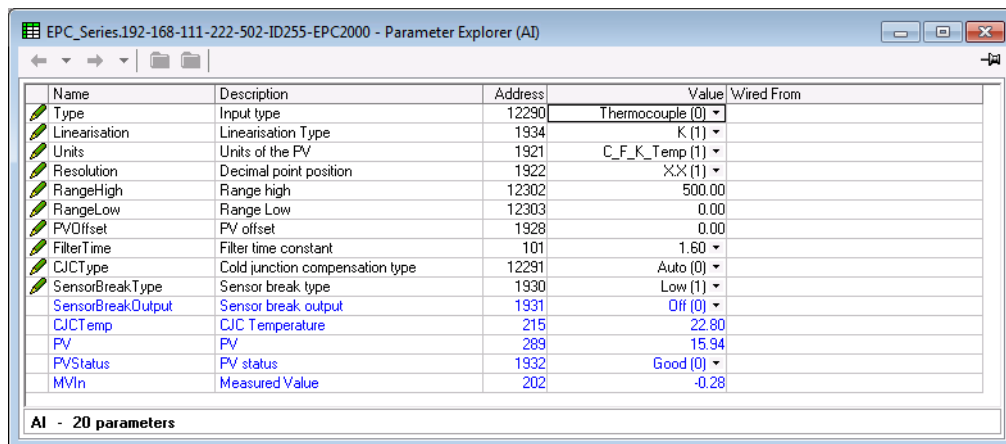 EPC_Series.192-168-111-222-502-ID255-EPC2000 - Parameter Explorer (AI)
Name Description Address Value Wired From
Type Input type 12290 Thermocouple (0)
Linearisation Linearisation Type 1934 K (1)
Units Units of the PV 1921 C_F_K_Temp (1)
Resolution Decimal point position 1922 X.X (1)
RangeHigh Range high 12302 500.00
RangeLow Range Low 12303 0.00
PVOffset PV offset 1928 0.00
FilterTime Filter time constant 101 1.60
CJCType Cold junction compensation type 12291 Auto (0)
SensorBreakType Sensor break type 1930 Low (1)
SensorBreakOutput Sensor break output 1931 Off (0)
CJCTemp CJC Temperature 215 22.80
PV PV 289 15.94
PVStatus PV status 1932 Good (0)
MVIn Measured Value 202 -0.28
AI - 20 parameters